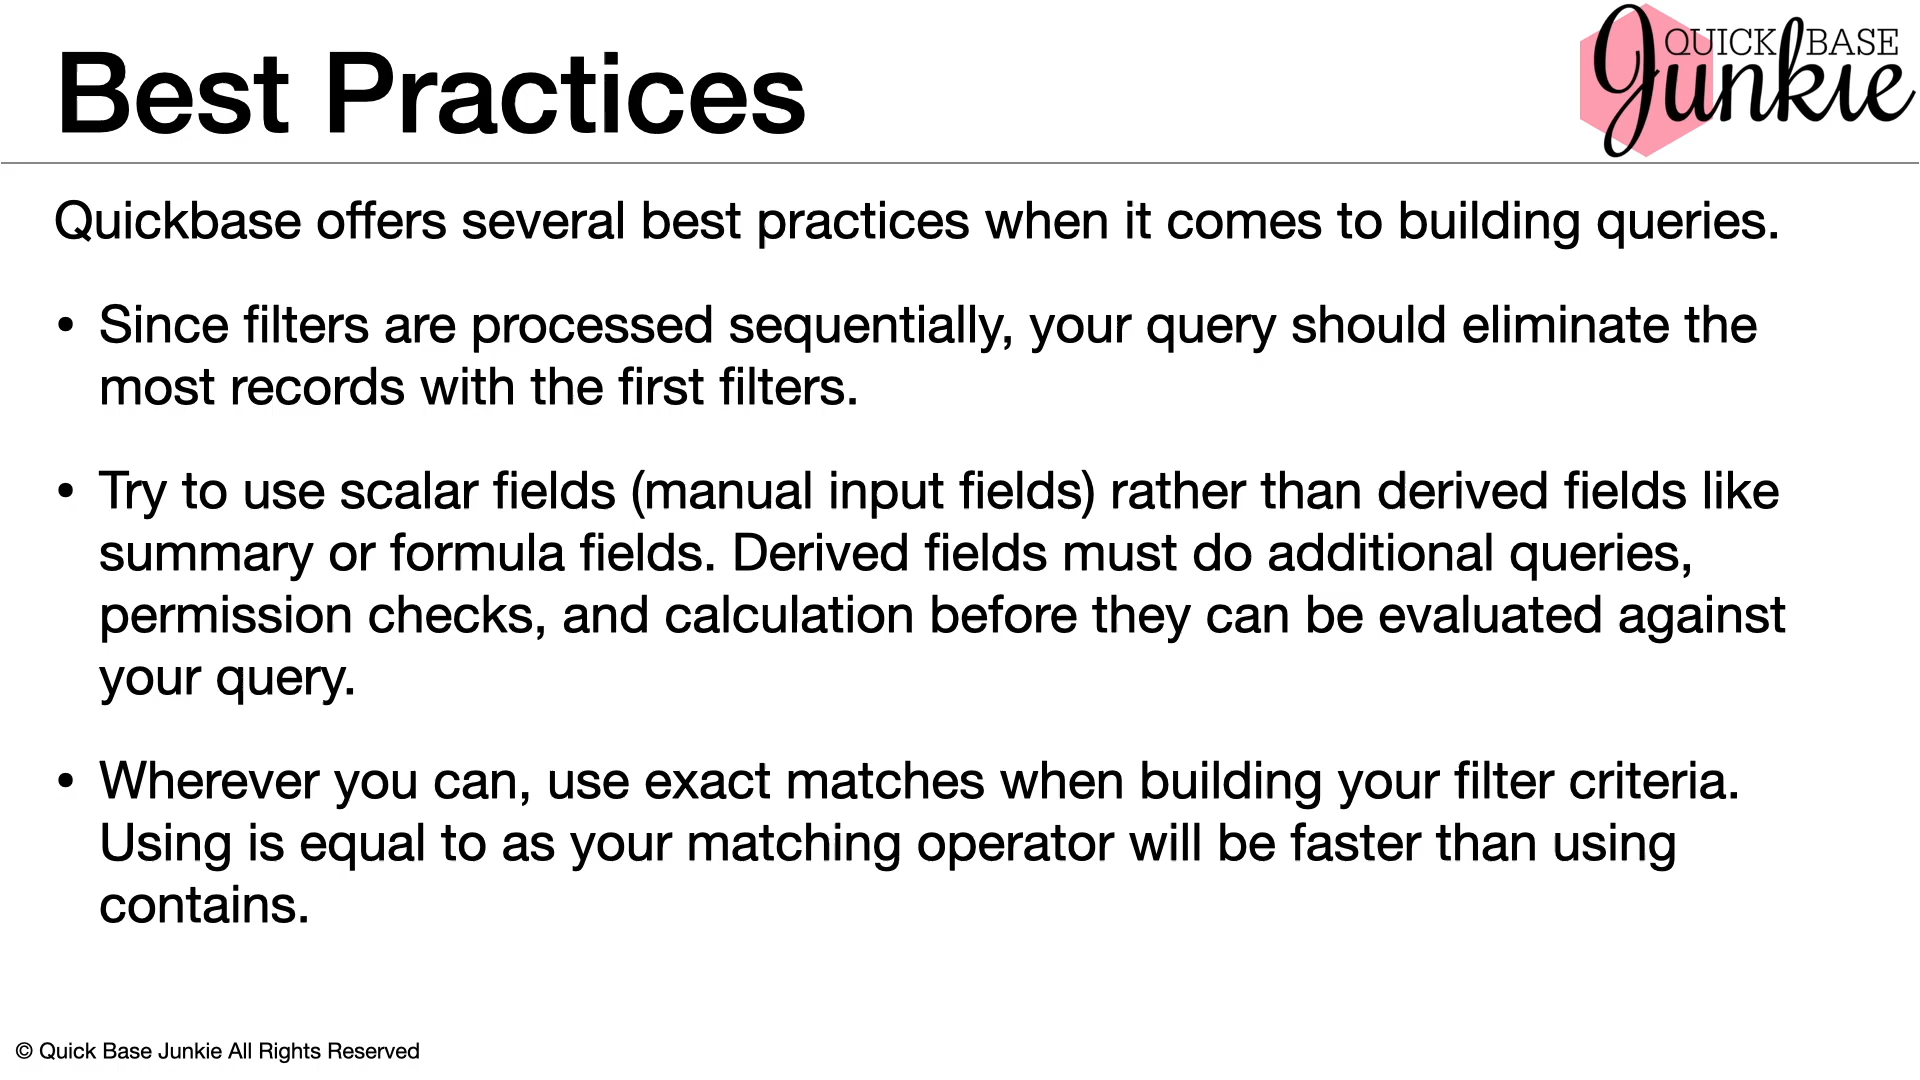 Best Practices
QUICK BASE
Junkie
Quickbase offers several best practices when it comes to building queries.
• Since filters are processed sequentially, your query should eliminate the
most records with the first filters.
• Try to use scalar fields (manual input fields) rather than derived fields like
summary or formula fields. Derived fields must do additional queries,
permission checks, and calculation before they can be evaluated against
your query.
• Wherever you can, use exact matches when building your filter criteria.
Using is equal to as your matching operator will be faster than using
contains.
© Quick Base Junkie All Rights Reserved